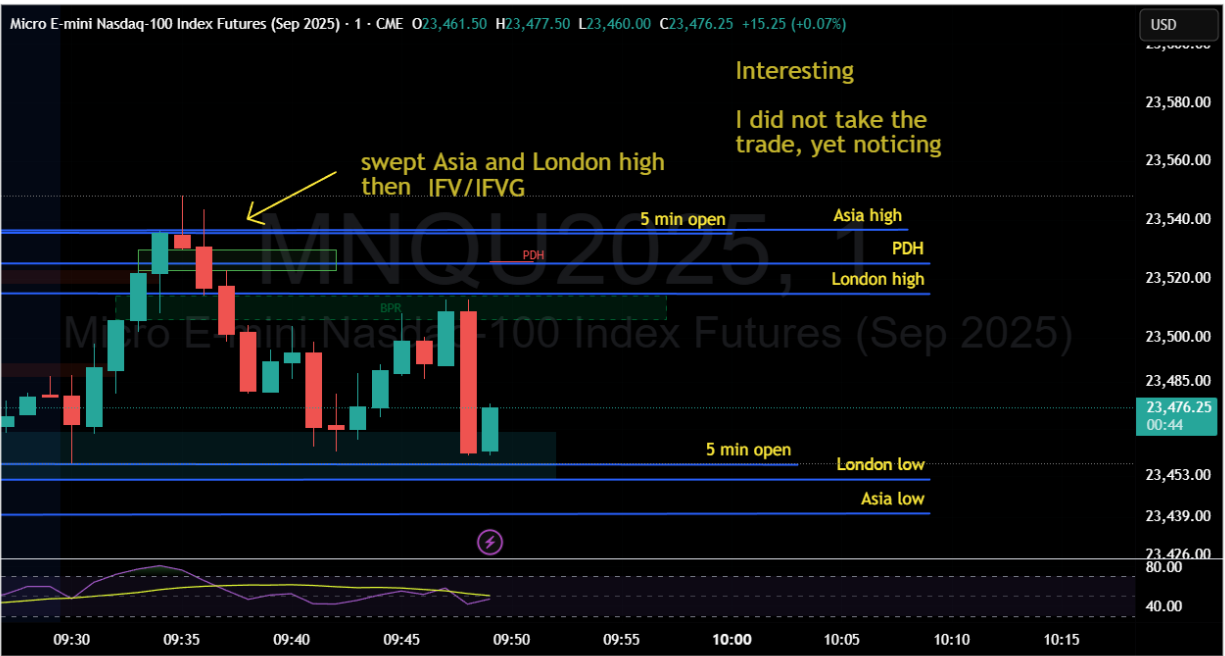 Micro E-mini Nasdaq-100 Index Futures (Sep 2025) · 1 · CME O23,461.50 H23,477.50 L23,460.00 C23,476.25 +15.25 (+0.07%)
USD
Interesting
I did not take the
trade, yet noticing
swept Asia and London high
then IFV/IFVG
5 min open
Asia high
PDH
PDH
London high
BPR
MNQU2025, 1
Micro E-mini Nasdaq-100 Index Futures (Sep 2025)
5 min open
London low
Asia low
23,580.00
23,560.00
23,540.00
23,520.00
23,500.00
23,485.00
23,476.25
00:44
23,453.00
23,439.00
23,426.00
80.00
40.00
09:30 09:35 09:40 09:45 09:50 09:55 10:00 10:05 10:10 10:15